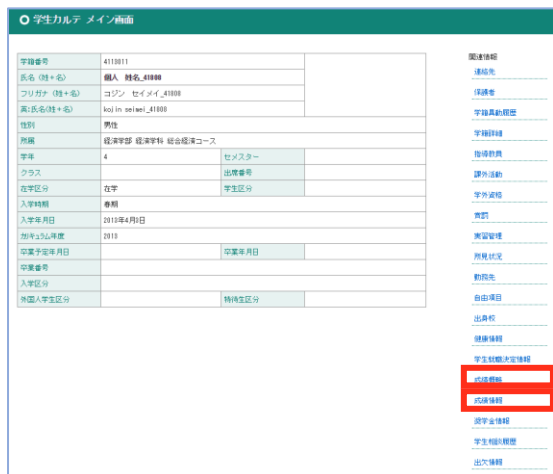 学生カルテ メイン画面
学籍番号 4113011
氏名（姓+名） 個人 姓名_41000
フリガナ（姓+名） コジン セイメイ_41000
英:氏名(姓+名) kojin seimei_41000
性別 男性
所属 経済学部 経済学科 総合経済コース
学年 4 セメスター
クラス 出席番号
在学区分 在学 学生区分
入学時期 春期
入学年月日 2013年4月3日
カリキュラム年度 2013
卒業予定年月日 卒業年月日
卒業番号
入学区分
外国人学生区分 特待生区分
関連情報
連絡先
保護者
学籍異動履歴
学籍詳細
指導教員
課外活動
学外資格
賞罰
実習管理
所見状況
勤務先
自由項目
出身校
健康情報
学生就職決定情報
成績概略
成績情報
奨学金情報
学生相談履歴
出欠情報